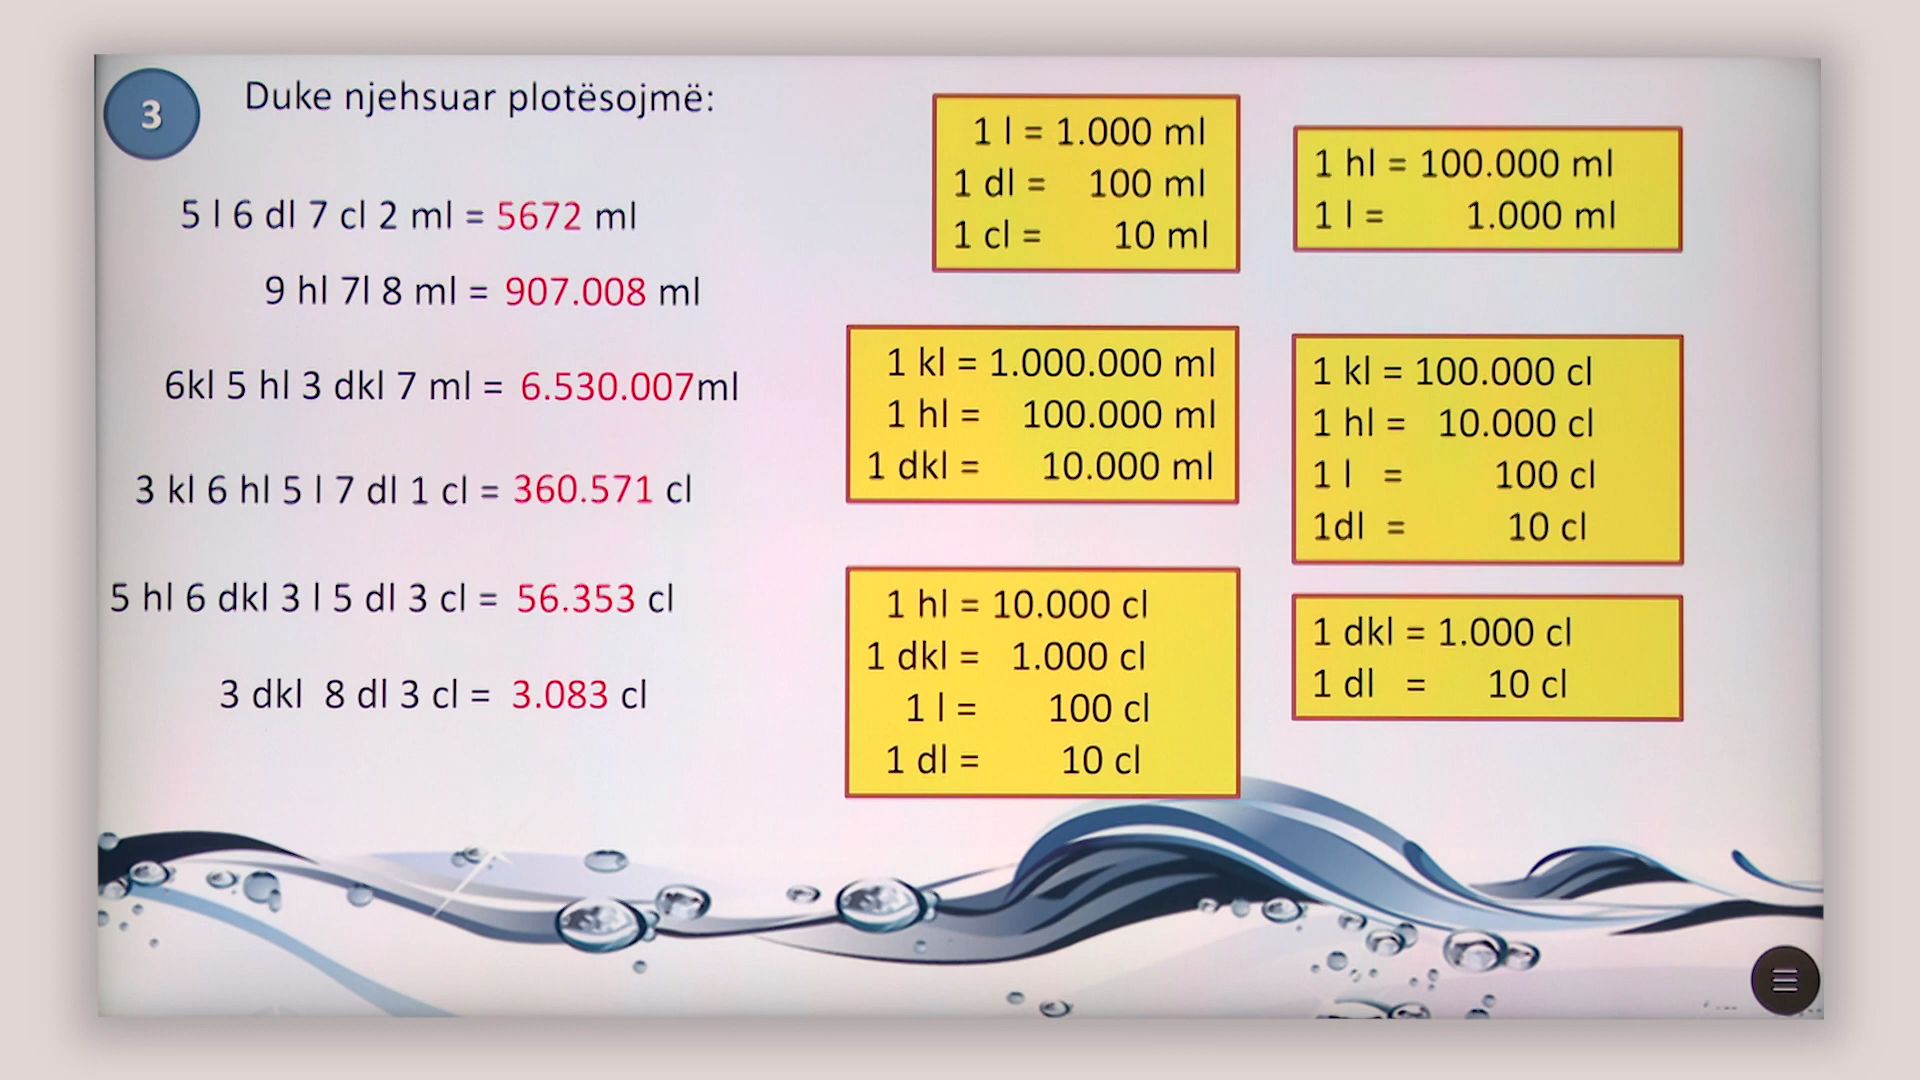 3
Duke njehsuar plotësojmë:
5 l 6 dl 7 cl 2 ml = 5672 ml
9 hl 7l 8 ml = 907.008 ml
6kl 5 hl 3 dkl 7 ml = 6.530.007ml
3 kl 6 hl 5 l 7 dl 1 cl = 360.571 cl
5 hl 6 dkl 3 l 5 dl 3 cl = 56.353 cl
3 dkl 8 dl 3 cl = 3.083 cl
1 l = 1.000 ml
1 dl = 100 ml
1 cl = 10 ml
1 hl = 100.000 ml
1 l = 1.000 ml
1 kl = 1.000.000 ml
1 hl = 100.000 ml
1 dkl = 10.000 ml
1 kl = 100.000 cl
1 hl = 10.000 cl
1 l = 100 cl
1dl = 10 cl
1 hl = 10.000 cl
1 dkl = 1.000 cl
1 l = 100 cl
1 dl = 10 cl
1 dkl = 1.000 cl
1 dl = 10 cl